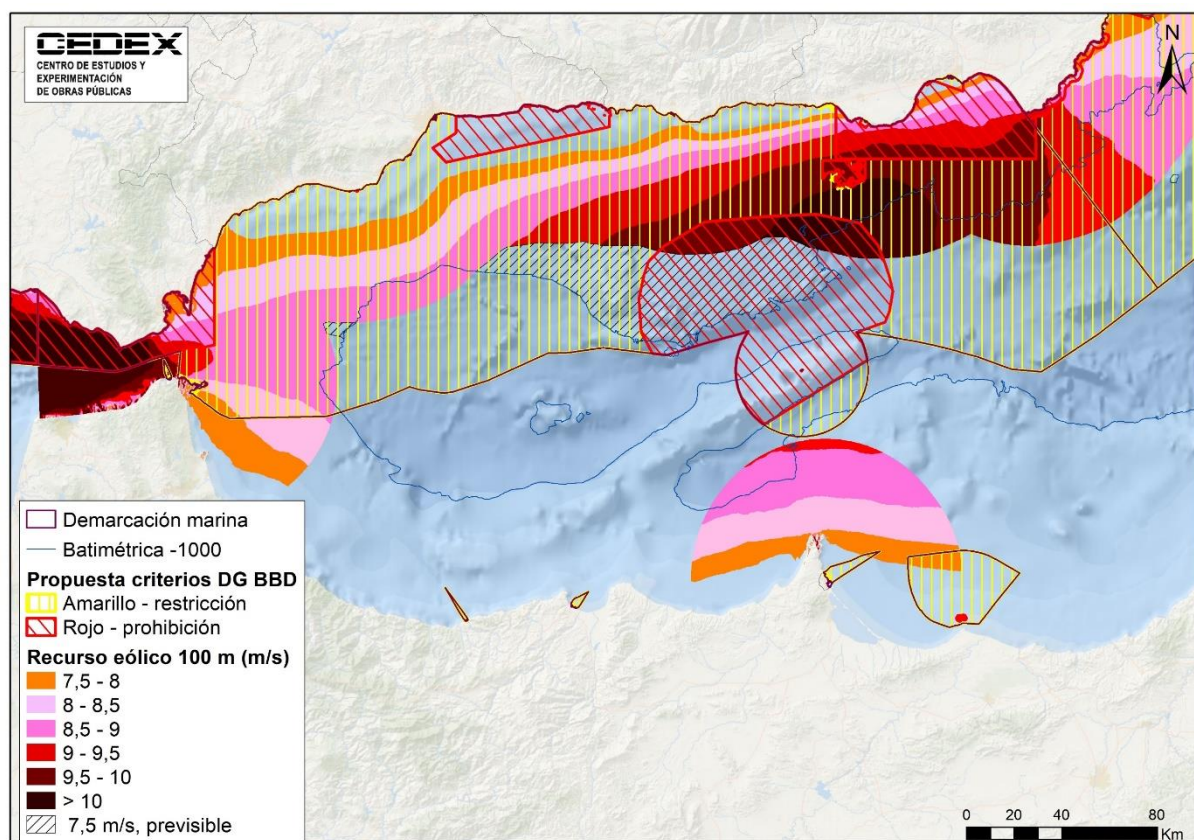 CEDEX
CENTRO DE ESTUDIOS Y
EXPERIMENTACIÓN
DE OBRAS PÚBLICAS
N
Demarcación marina
Batimétrica -1000
Propuesta criterios DG BBD
Amarillo - restricción
Rojo - prohibición
Recurso eólico 100 m (m/s)
7,5 - 8
8 - 8,5
8,5 - 9
9 - 9,5
9,5 - 10
> 10
7,5 m/s, previsible
0 20 40 80
Km